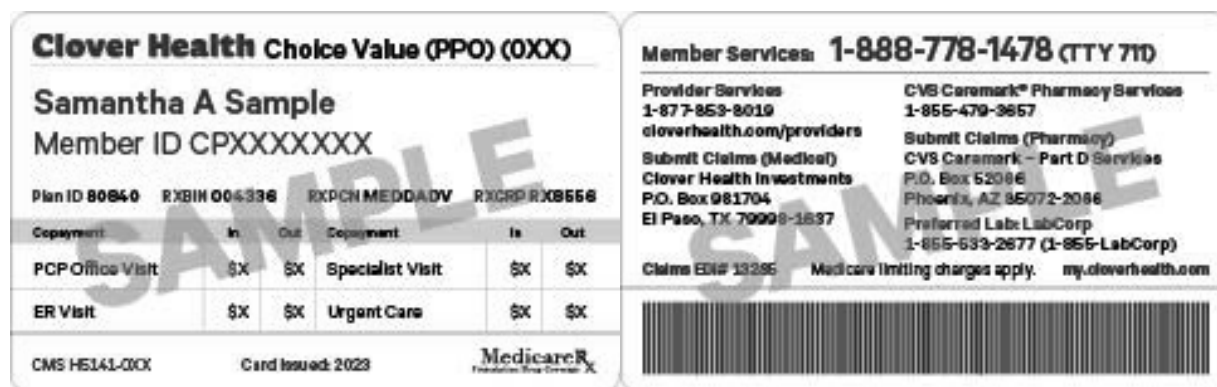 Clover Health Choice Value (PPO) (0XX)
Samantha A Sample
Member ID CPXXXXXXX
Plan ID 80840 RXBIN 004336 RXPCN MEDDADV RXGRP RX8556
Copayment In Out Copayment In Out
PCP Office Visit $X $X Specialist Visit $X $X
ER Visit $X $X Urgent Care $X $X
CMS H5141-0XX Card Issued: 2023 MedicareRx
Prescription Drug Coverage
SAMPLE
Member Services: 1-888-778-1478 (TTY 711)
Provider Services
1-877-853-8019
cloverhealth.com/providers
Submit Claims (Medical)
Clover Health Investments
P.O. Box 981704
El Paso, TX 79998-1637
CVS Caremark® Pharmacy Services
1-855-479-3657
Submit Claims (Pharmacy)
CVS Caremark – Part D Services
P.O. Box 52066
Phoenix, AZ 85072-2066
Preferred Lab: LabCorp
1-855-533-2677 (1-855-LabCorp)
Claims EDI# 13285 Medicare limiting charges apply. my.cloverhealth.com
SAMPLE